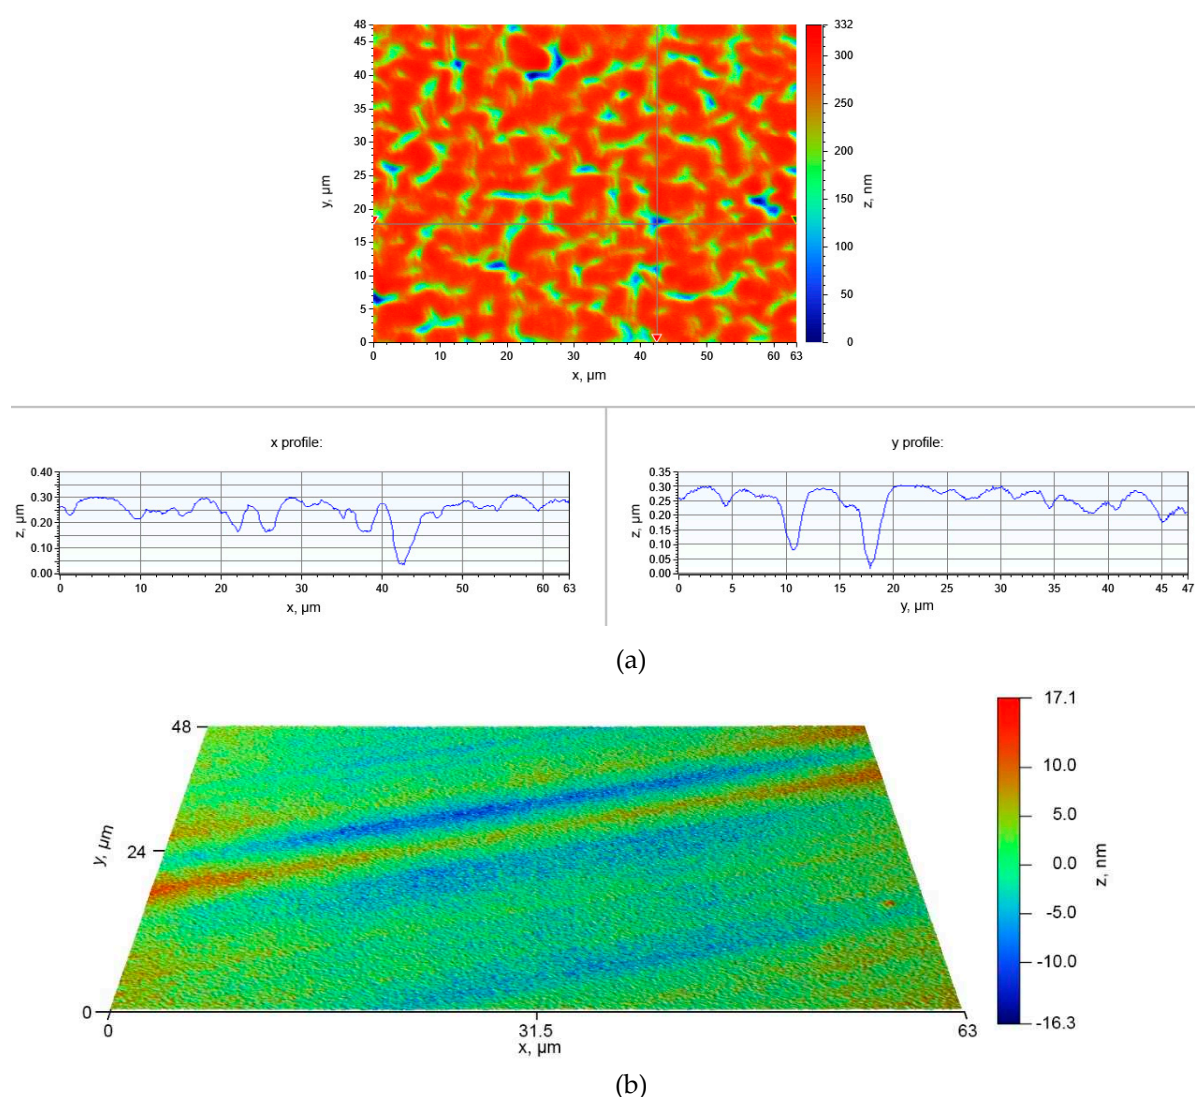 48
45
40
35
30
25
20
15
10
5
0
y, µm
0 10 20 30 40 50 60 63
x, µm
332
300
250
200
150
100
50
0
z, nm
x profile:
0.40
0.30
0.20
0.10
0.00
z, µm
0 10 20 30 40 50 60 63
x, µm
y profile:
0.35
0.30
0.25
0.20
0.15
0.10
0.05
0.00
z, µm
0 5 10 15 20 25 30 35 40 45 47
y, µm
(a)
48
24
0
y, µm
0 31.5 63
x, µm
17.1
10.0
5.0
0.0
-5.0
-10.0
-16.3
z, nm
(b)